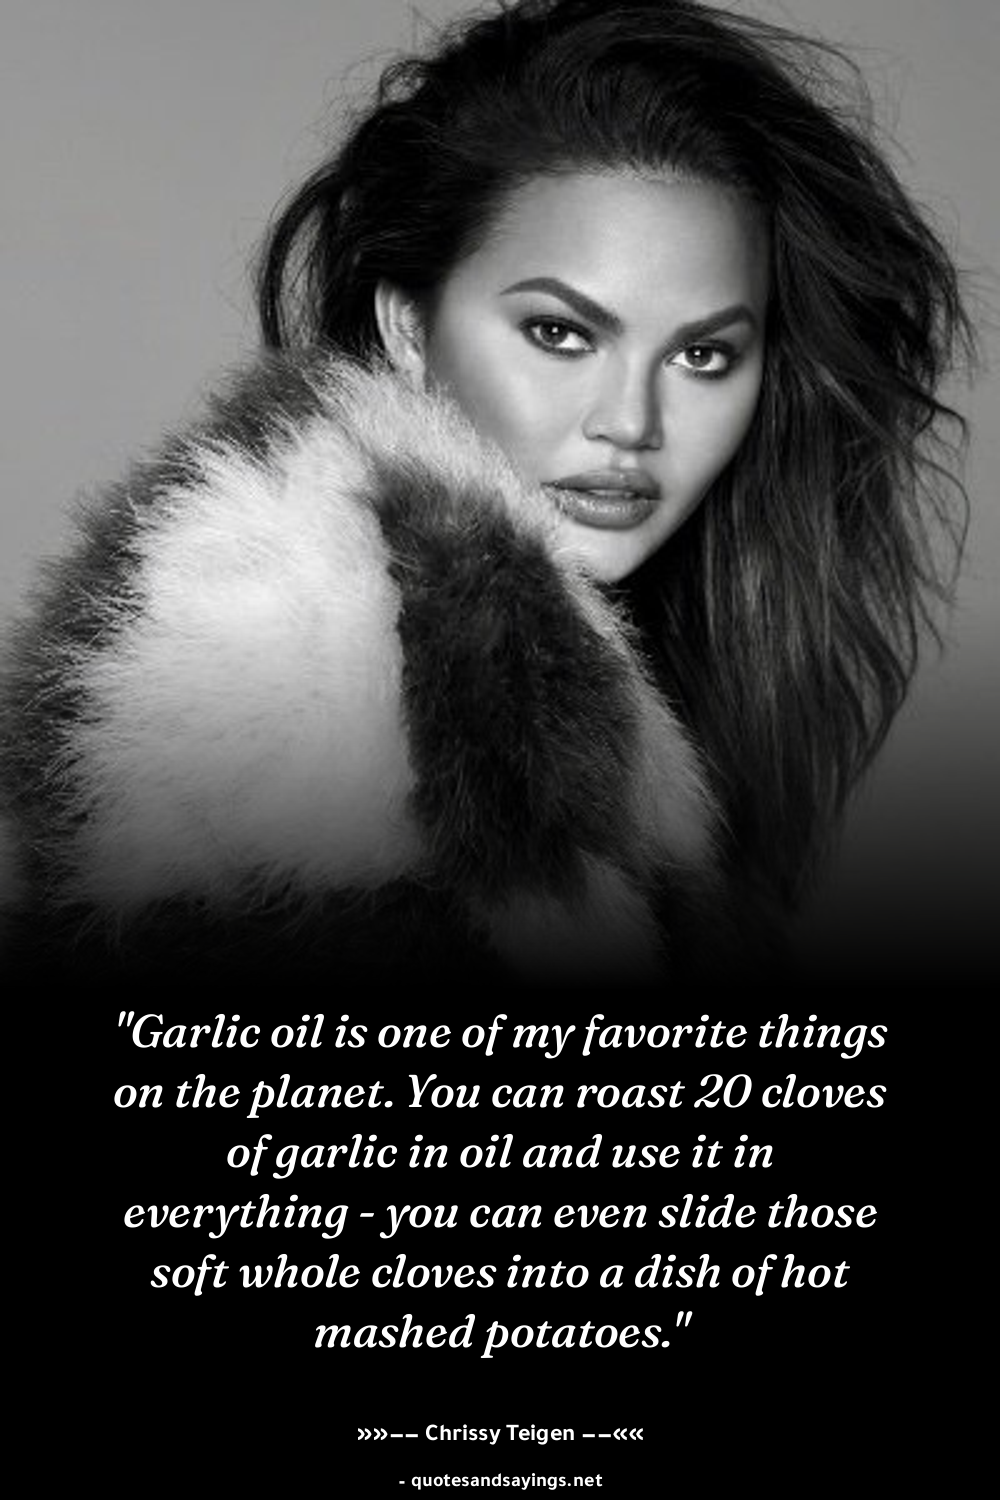 "Garlic oil is one of my favorite things
on the planet. You can roast 20 cloves
of garlic in oil and use it in
everything - you can even slide those
soft whole cloves into a dish of hot
mashed potatoes."
»»–– Chrissy Teigen ––««
- quotesandsayings.net